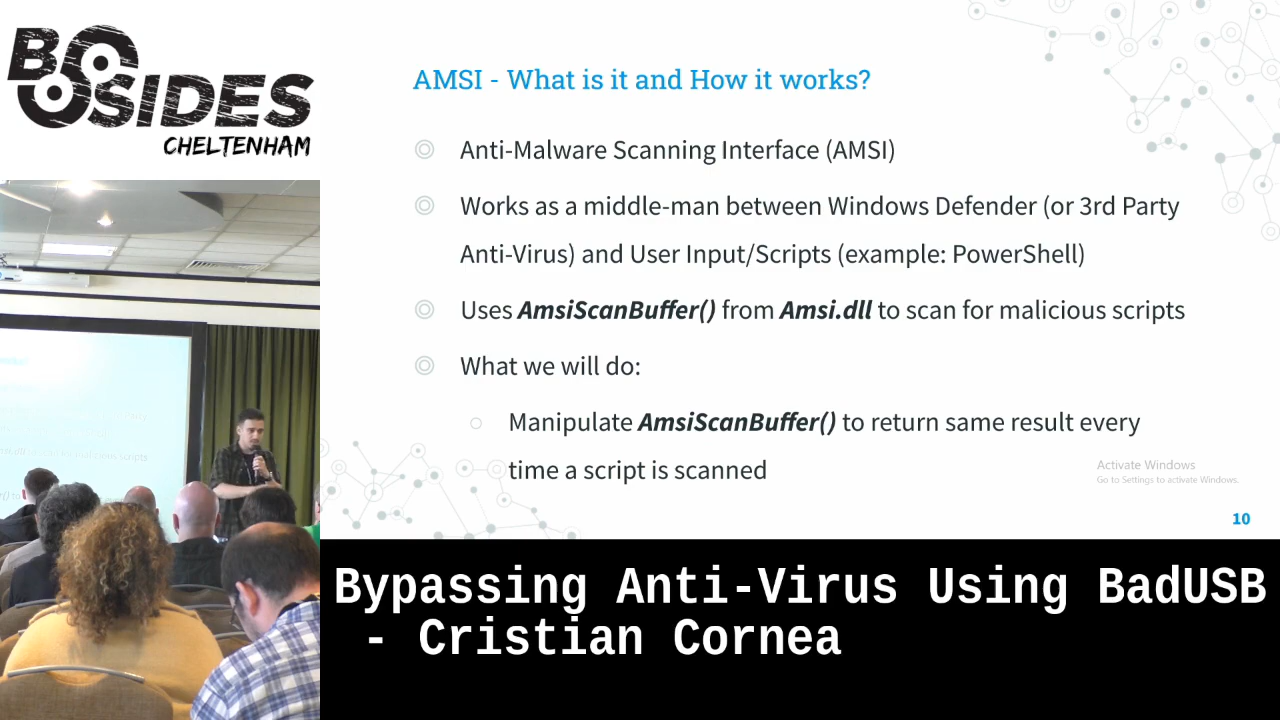 BSIDES
CHELTENHAM
AMSI - What is it and How it works?
Anti-Malware Scanning Interface (AMSI)
Works as a middle-man between Windows Defender (or 3rd Party
Anti-Virus) and User Input/Scripts (example: PowerShell)
Uses AmsiScanBuffer() from Amsi.dll to scan for malicious scripts
What we will do:
Manipulate AmsiScanBuffer() to return same result every
time a script is scanned
Activate Windows
Go to Settings to activate Windows.
10
Bypassing Anti-Virus Using BadUSB
- Cristian Cornea